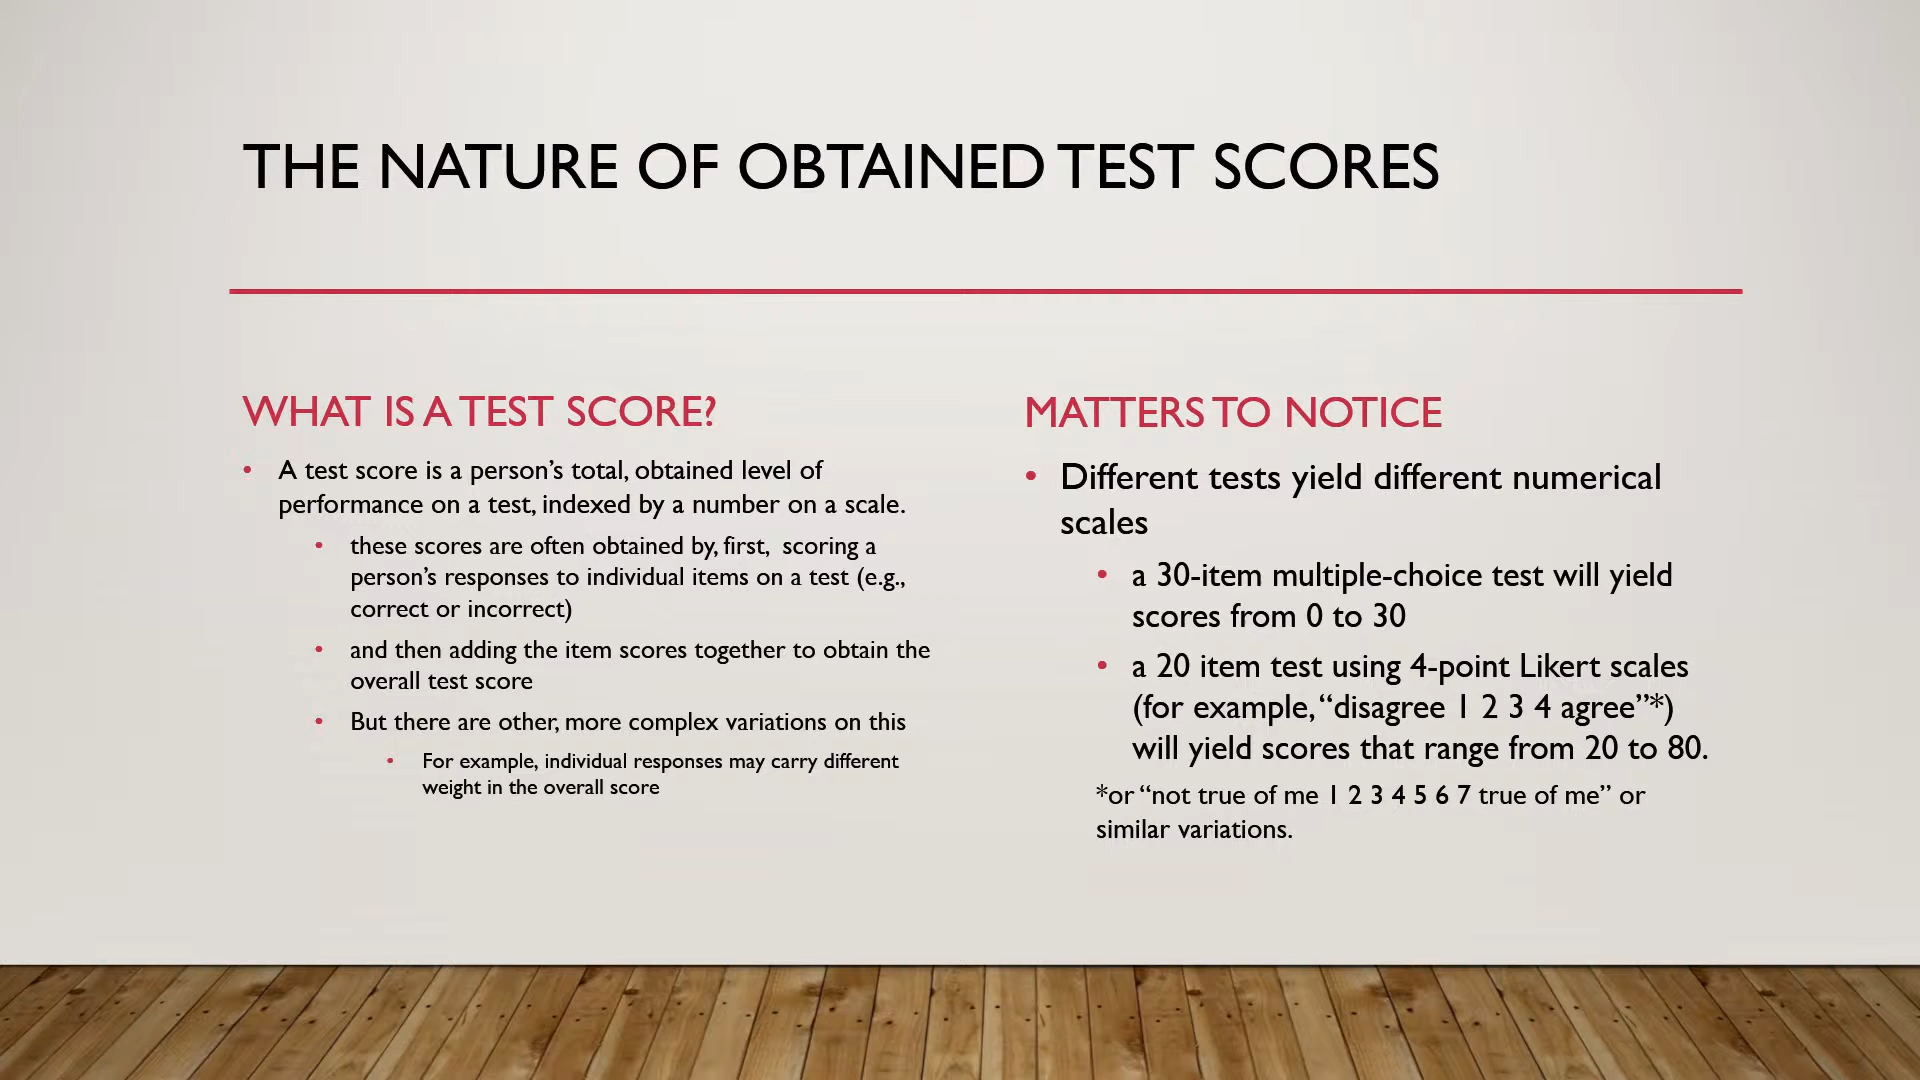 THE NATURE OF OBTAINED TEST SCORES
WHAT IS A TEST SCORE?
• A test score is a person’s total, obtained level of
performance on a test, indexed by a number on a scale.
• these scores are often obtained by, first, scoring a
person’s responses to individual items on a test (e.g.,
correct or incorrect)
• and then adding the item scores together to obtain the
overall test score
• But there are other, more complex variations on this
• For example, individual responses may carry different
weight in the overall score
MATTERS TO NOTICE
• Different tests yield different numerical
scales
• a 30-item multiple-choice test will yield
scores from 0 to 30
• a 20 item test using 4-point Likert scales
(for example, “disagree 1 2 3 4 agree”*)
will yield scores that range from 20 to 80.
*or “not true of me 1 2 3 4 5 6 7 true of me” or
similar variations.